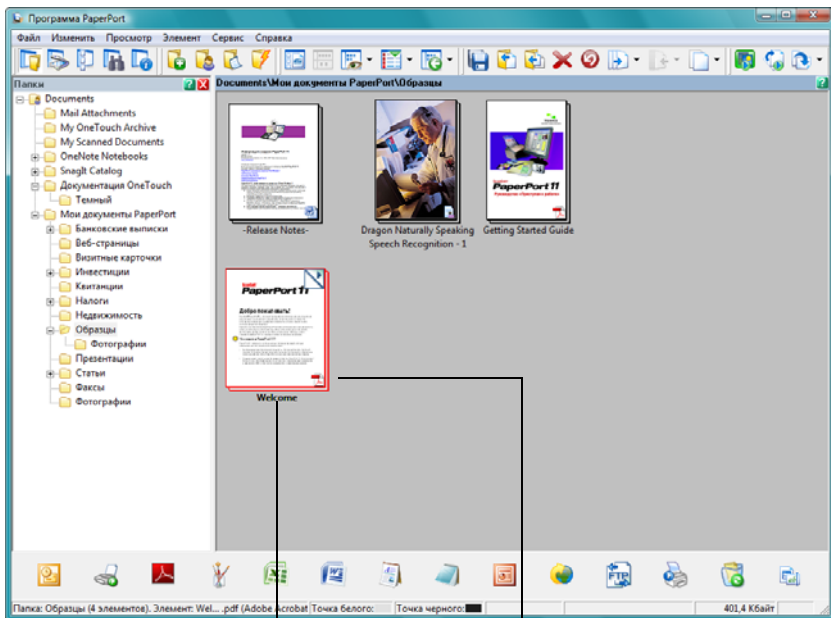 Программа PaperPort
Файл Изменить Просмотр Элемент Сервис Справка
Папки
Documents\Мои документы PaperPort\Образцы
Documents
Mail Attachments
My OneTouch Archive
My Scanned Documents
OneNote Notebooks
SnagIt Catalog
Документация OneTouch
Темный
Мои документы PaperPort
Банковские выписки
Веб-страницы
Визитные карточки
Инвестиции
Квитанции
Налоги
Недвижимость
Образцы
Фотографии
Презентации
Статьи
Факсы
Фотографии
-Release Notes-
Dragon Naturally Speaking
Speech Recognition - 1
PaperPort 11
Getting Started Guide
PaperPort 11
Добро пожаловать!
Welcome
FTP
Папка: Образцы (4 элементов). Элемент: Wel... .pdf (Adobe Acrobat Точка белого: Точка черного: 401,4 Кбайт